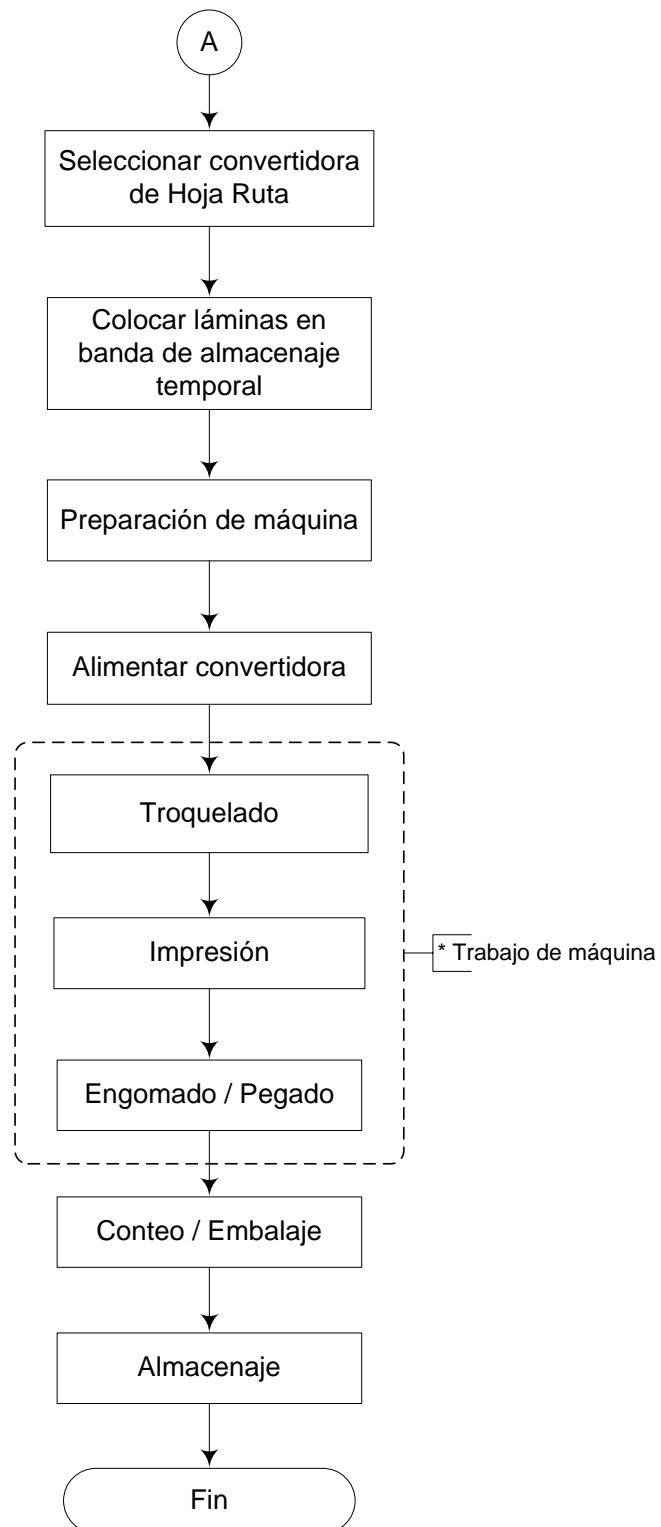 A
Seleccionar convertidora
de Hoja Ruta
Colocar láminas en
banda de almacenaje
temporal
Preparación de máquina
Alimentar convertidora
Troquelado
Impresión
* Trabajo de máquina
Engomado / Pegado
Conteo / Embalaje
Almacenaje
Fin